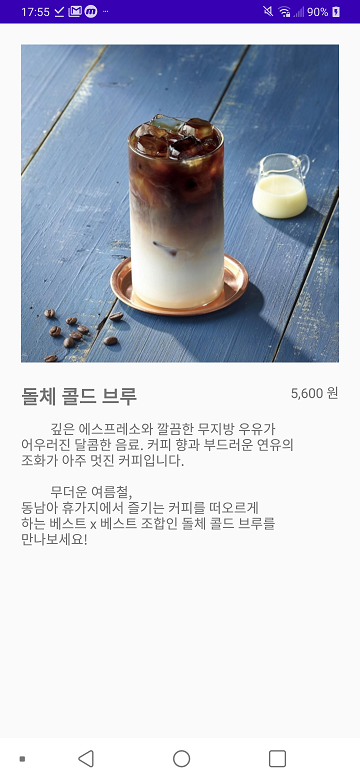 17:55
90%
돌체 콜드 브루
5,600 원
깊은 에스프레소와 깔끔한 무지방 우유가
어우러진 달콤한 음료. 커피 향과 부드러운 연유의
조화가 아주 멋진 커피입니다.
무더운 여름철,
동남아 휴가지에서 즐기는 커피를 떠오르게
하는 베스트 x 베스트 조합인 돌체 콜드 브루를
만나보세요!